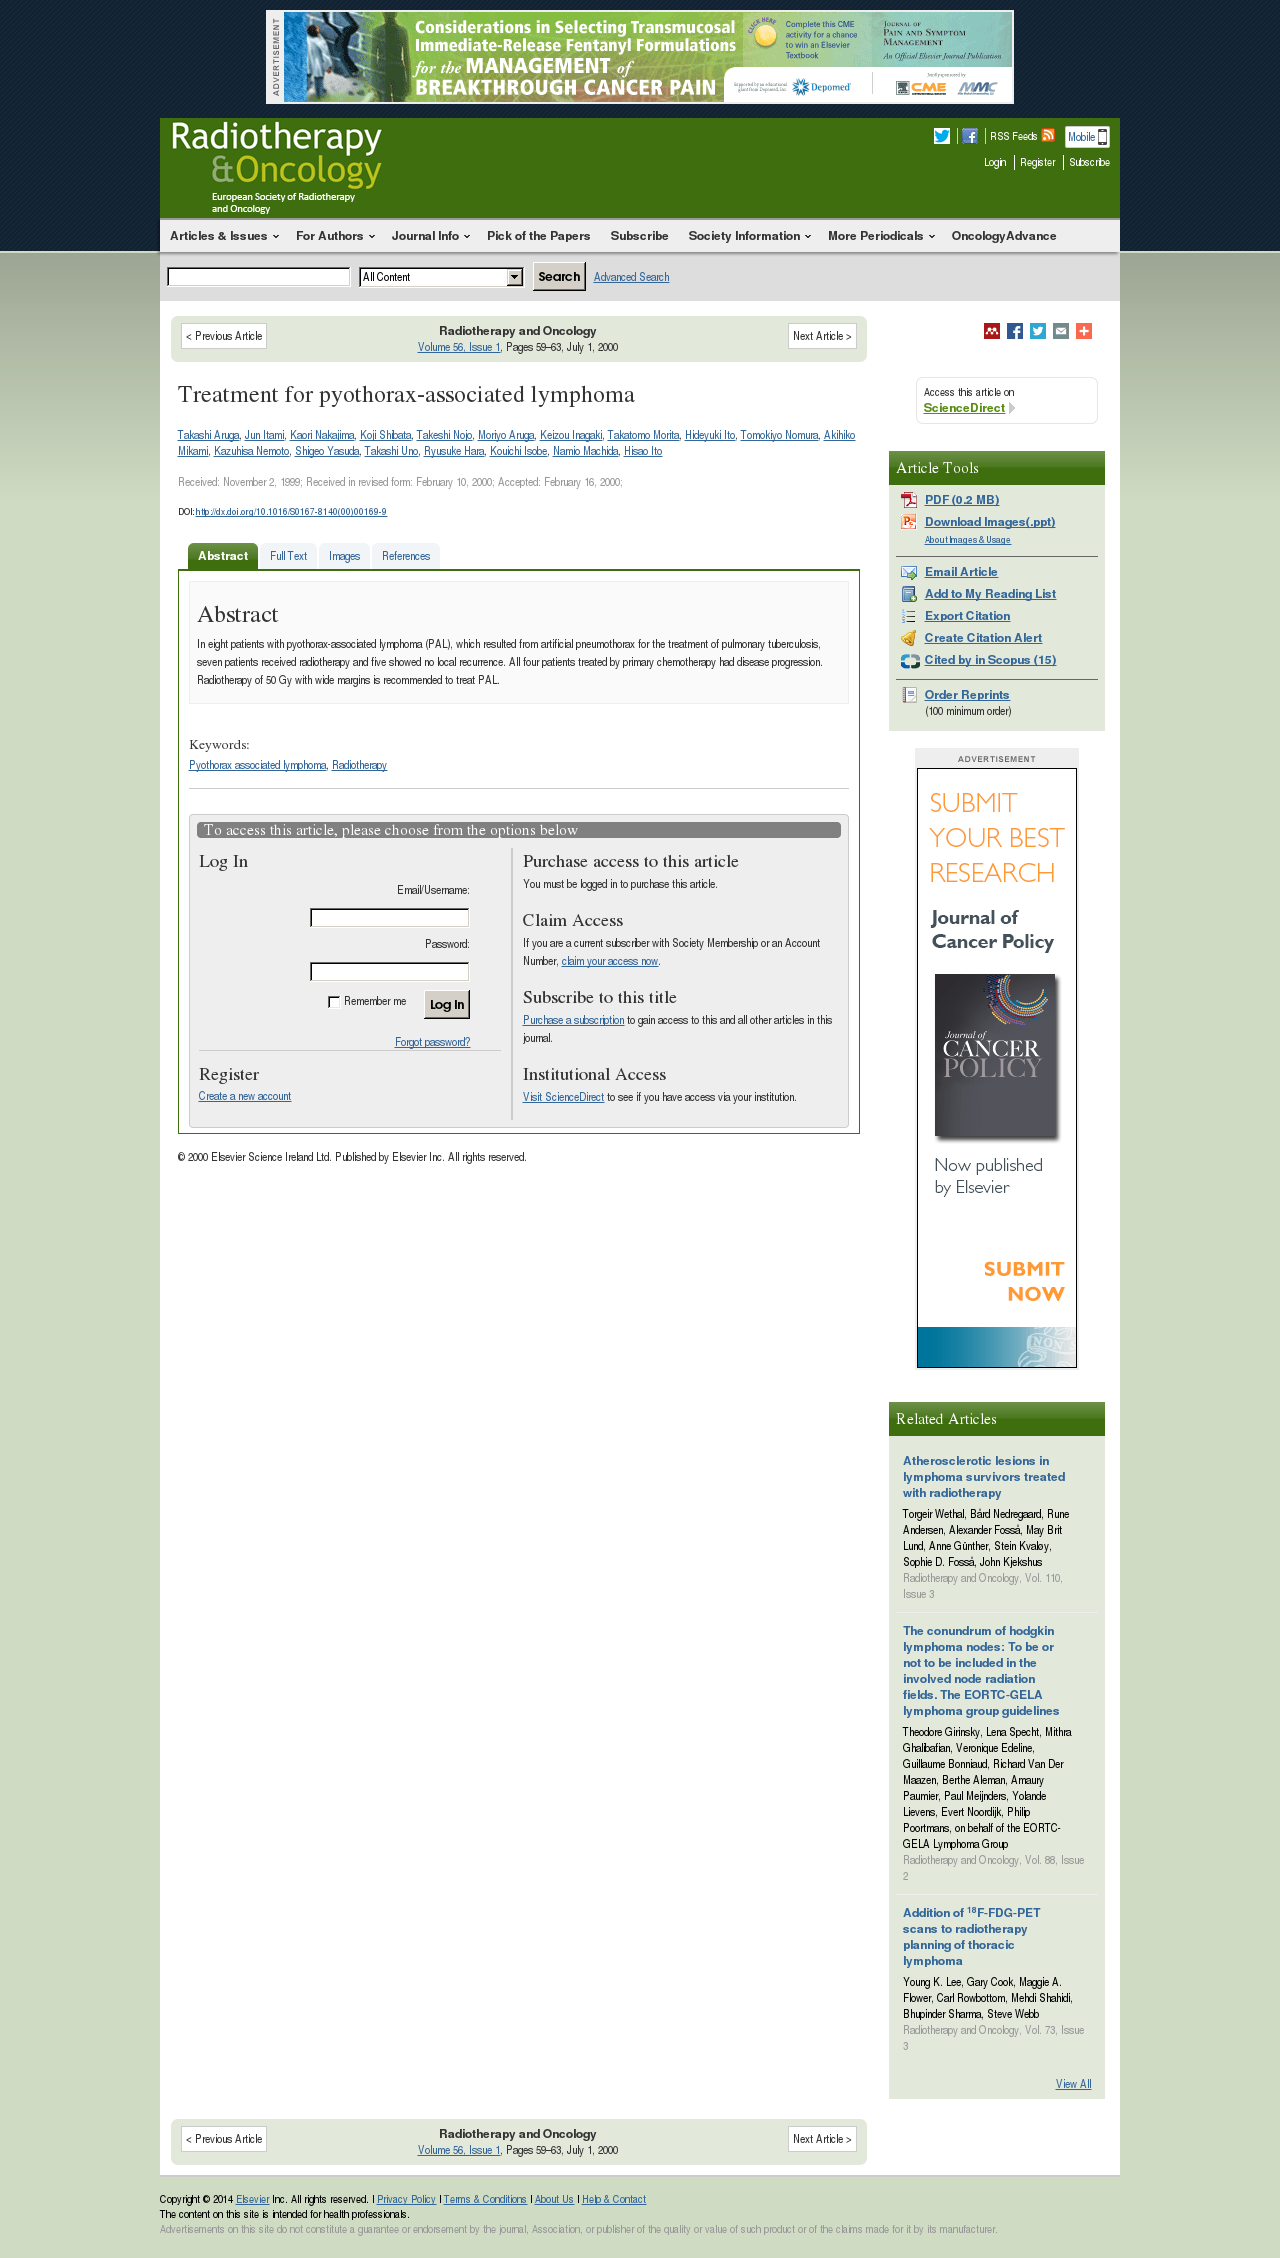 ADVERTISEMENT
Considerations in Selecting Transmucosal
Immediate-Release Fentanyl Formulations
for the MANAGEMENT of
BREAKTHROUGH CANCER PAIN
CLICK HERE
Complete this CME
activity for a chance
to win an Elsevier
Textbook
JOURNAL OF
PAIN AND SYMPTOM
MANAGEMENT
An Official Elsevier Journal Publication
Supported by an educational
grant from Depomed, Inc.
Depomed
Jointly sponsored by
CME
MMC
Radiotherapy
&Oncology
European Society of Radiotherapy
and Oncology
RSS Feeds
Mobile
Login
Register
Subscribe
Articles & Issues
For Authors
Journal Info
Pick of the Papers
Subscribe
Society Information
More Periodicals
OncologyAdvance
All Content
Search
Advanced Search
< Previous Article
Radiotherapy and Oncology
Volume 56, Issue 1, Pages 59–63, July 1, 2000
Next Article >
Treatment for pyothorax-associated lymphoma
Takashi Aruga, Jun Itami, Kaori Nakajima, Koji Shibata, Takeshi Nojo, Moriyo Aruga, Keizou Inagaki, Takatomo Morita, Hideyuki Ito, Tomokiyo Nomura, Akihiko
Mikami, Kazuhisa Nemoto, Shigeo Yasuda, Takashi Uno, Ryusuke Hara, Kouichi Isobe, Namio Machida, Hisao Ito
Received: November 2, 1999; Received in revised form: February 10, 2000; Accepted: February 16, 2000;
DOI: http://dx.doi.org/10.1016/S0167-8140(00)00169-9
Abstract
Full Text
Images
References
Abstract
In eight patients with pyothorax-associated lymphoma (PAL), which resulted from artificial pneumothorax for the treatment of pulmonary tuberculosis,
seven patients received radiotherapy and five showed no local recurrence. All four patients treated by primary chemotherapy had disease progression.
Radiotherapy of 50 Gy with wide margins is recommended to treat PAL.
Keywords:
Pyothorax associated lymphoma, Radiotherapy
To access this article, please choose from the options below
Log In
Email/Username:
Password:
Remember me
Log In
Forgot password?
Register
Create a new account
Purchase access to this article
You must be logged in to purchase this article.
Claim Access
If you are a current subscriber with Society Membership or an Account
Number, claim your access now.
Subscribe to this title
Purchase a subscription to gain access to this and all other articles in this
journal.
Institutional Access
Visit ScienceDirect to see if you have access via your institution.
© 2000 Elsevier Science Ireland Ltd. Published by Elsevier Inc. All rights reserved.
Access this article on
ScienceDirect
Article Tools
PDF (0.2 MB)
Download Images(.ppt)
About Images & Usage
Email Article
Add to My Reading List
Export Citation
Create Citation Alert
Cited by in Scopus (15)
Order Reprints
(100 minimum order)
ADVERTISEMENT
SUBMIT
YOUR BEST
RESEARCH
Journal of
Cancer Policy
Journal of
CANCER
POLICY
Now published
by Elsevier
SUBMIT
NOW
Related Articles
Atherosclerotic lesions in
lymphoma survivors treated
with radiotherapy
Torgeir Wethal, Bård Nedregaard, Rune
Andersen, Alexander Fosså, May Brit
Lund, Anne Günther, Stein Kvaløy,
Sophie D. Fosså, John Kjekshus
Radiotherapy and Oncology, Vol. 110,
Issue 3
The conundrum of hodgkin
lymphoma nodes: To be or
not to be included in the
involved node radiation
fields. The EORTC-GELA
lymphoma group guidelines
Theodore Girinsky, Lena Specht, Mithra
Ghalibafian, Veronique Edeline,
Guillaume Bonniaud, Richard Van Der
Maazen, Berthe Aleman, Amaury
Paumier, Paul Meijnders, Yolande
Lievens, Evert Noordijk, Philip
Poortmans, on behalf of the EORTC-
GELA Lymphoma Group
Radiotherapy and Oncology, Vol. 88, Issue
2
Addition of 18F-FDG-PET
scans to radiotherapy
planning of thoracic
lymphoma
Young K. Lee, Gary Cook, Maggie A.
Flower, Carl Rowbottom, Mehdi Shahidi,
Bhupinder Sharma, Steve Webb
Radiotherapy and Oncology, Vol. 73, Issue
3
View All
< Previous Article
Radiotherapy and Oncology
Volume 56, Issue 1, Pages 59–63, July 1, 2000
Next Article >
Copyright © 2014 Elsevier Inc. All rights reserved. | Privacy Policy | Terms & Conditions | About Us | Help & Contact
The content on this site is intended for health professionals.
Advertisements on this site do not constitute a guarantee or endorsement by the journal, Association, or publisher of the quality or value of such product or of the claims made for it by its manufacturer.